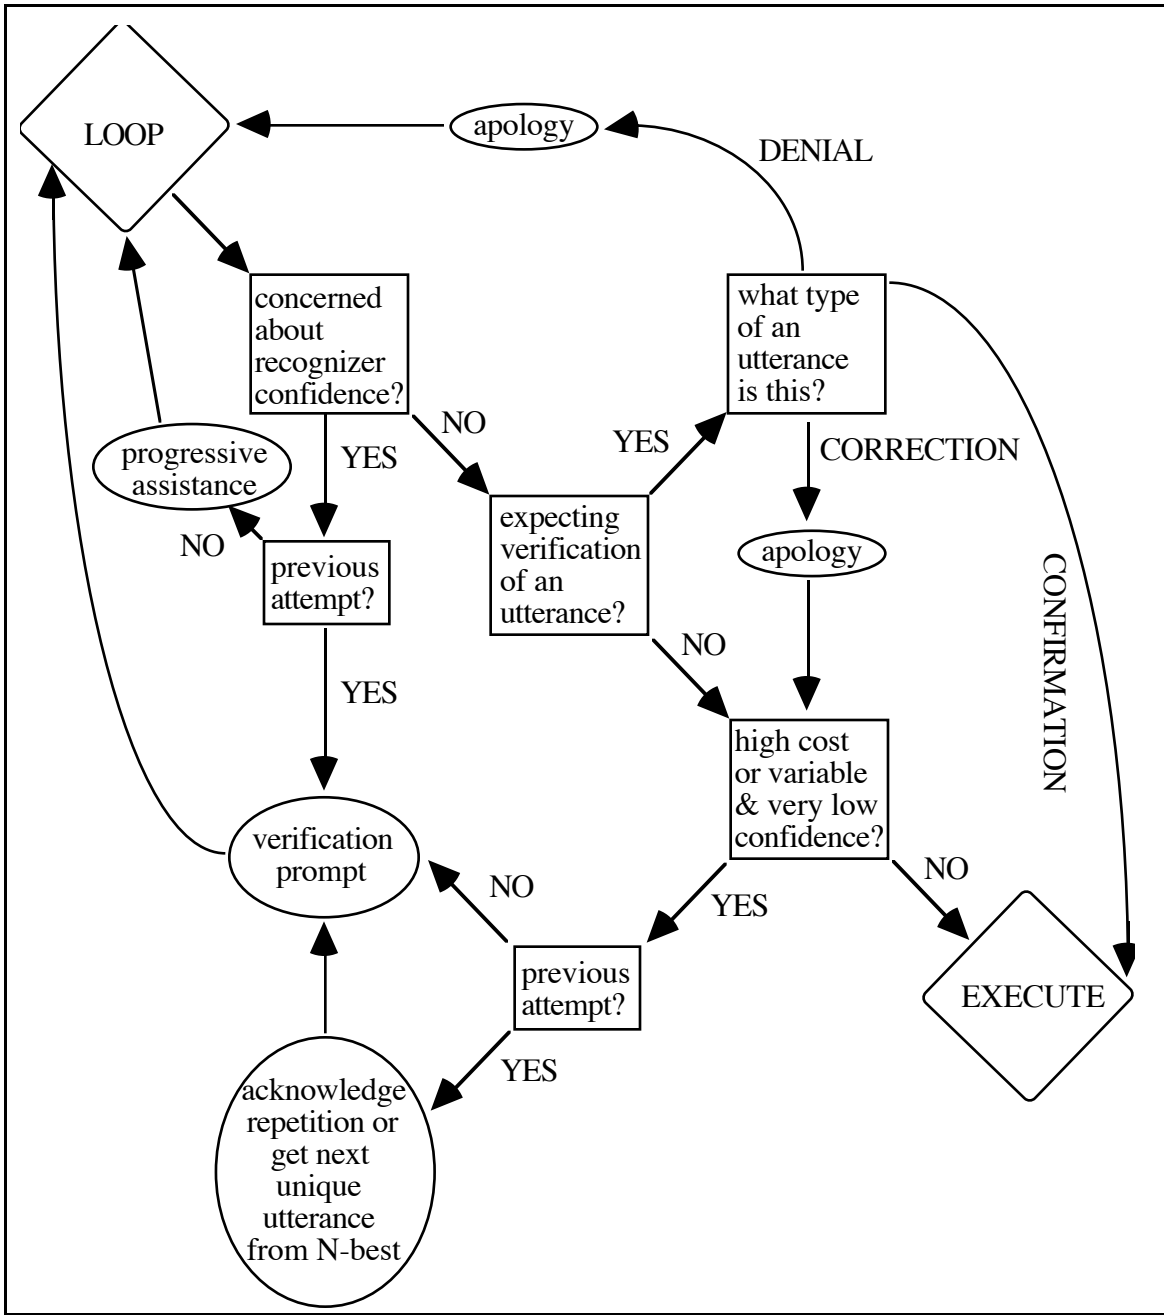 LOOP
apology
DENIAL
concerned
about
recognizer
confidence?
what type
of an
utterance
is this?
NO
YES
YES
CORRECTION
progressive
assistance
NO
expecting
verification
of an
utterance?
apology
previous
attempt?
CONFIRMATION
NO
YES
high cost
or variable
& very low
confidence?
verification
prompt
NO
NO
YES
previous
attempt?
EXECUTE
YES
acknowledge
repetition or
get next
unique
utterance
from N-best